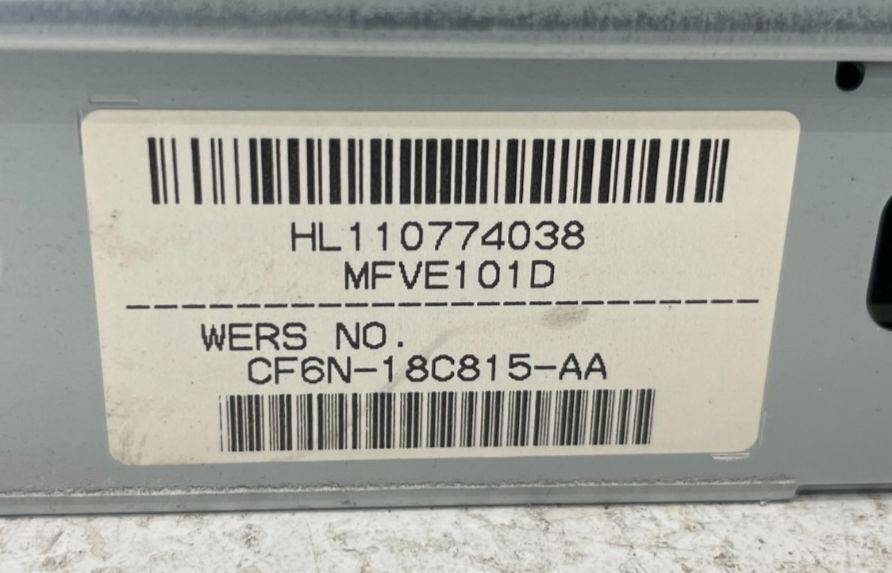 HL110774038
MFVE101D
WERS NO.
CF6N-18C815-AA